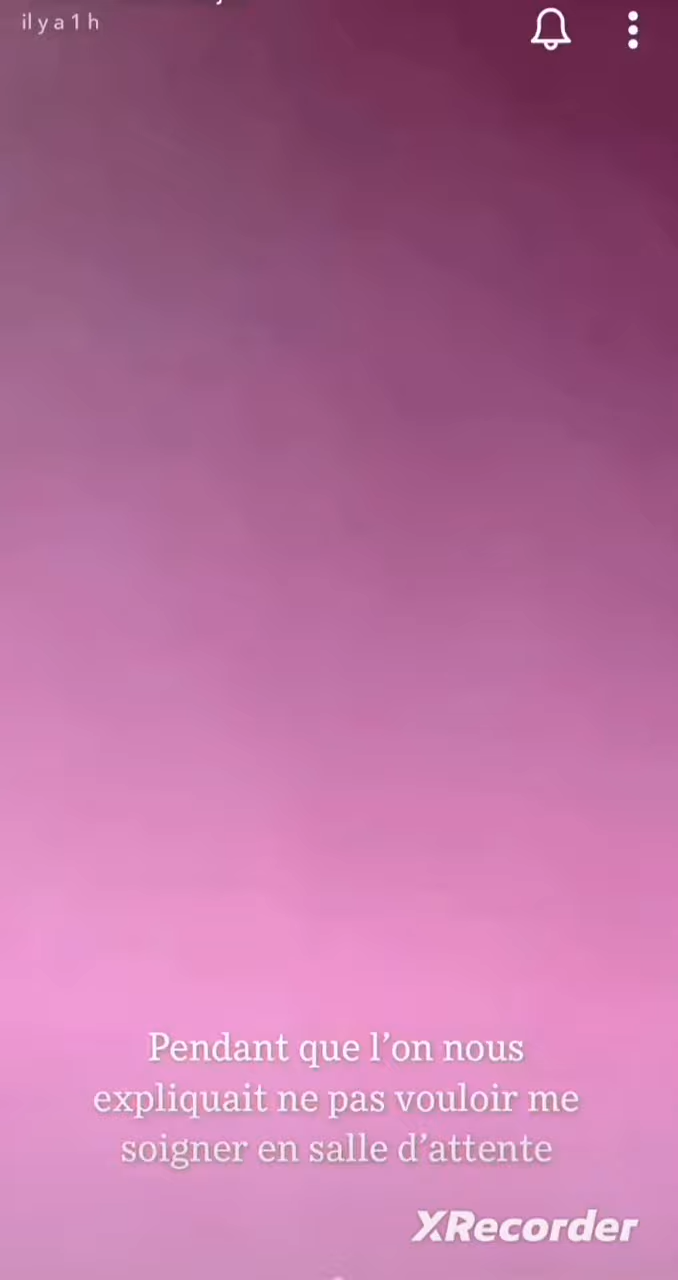 il y a 1 h
Pendant que l’on nous
expliquait ne pas vouloir me
soigner en salle d’attente
XRecorder